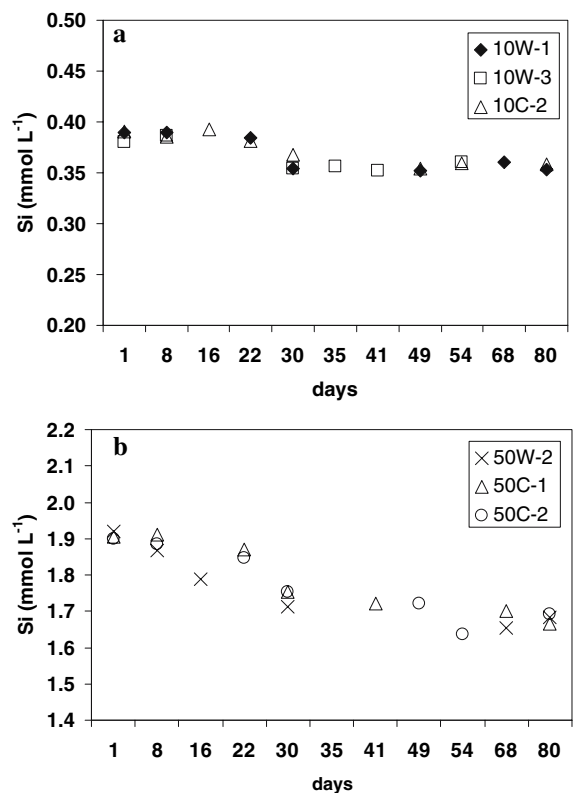 a
0.50
0.45
0.40
0.35
0.30
0.25
0.20
Si (mmol L⁻¹)
10W-1
10W-3
10C-2
1 8 16 22 30 35 41 49 54 68 80
days
b
2.2
2.1
2.0
1.9
1.8
1.7
1.6
1.5
1.4
Si (mmol L⁻¹)
50W-2
50C-1
50C-2
1 8 16 22 30 35 41 49 54 68 80
days